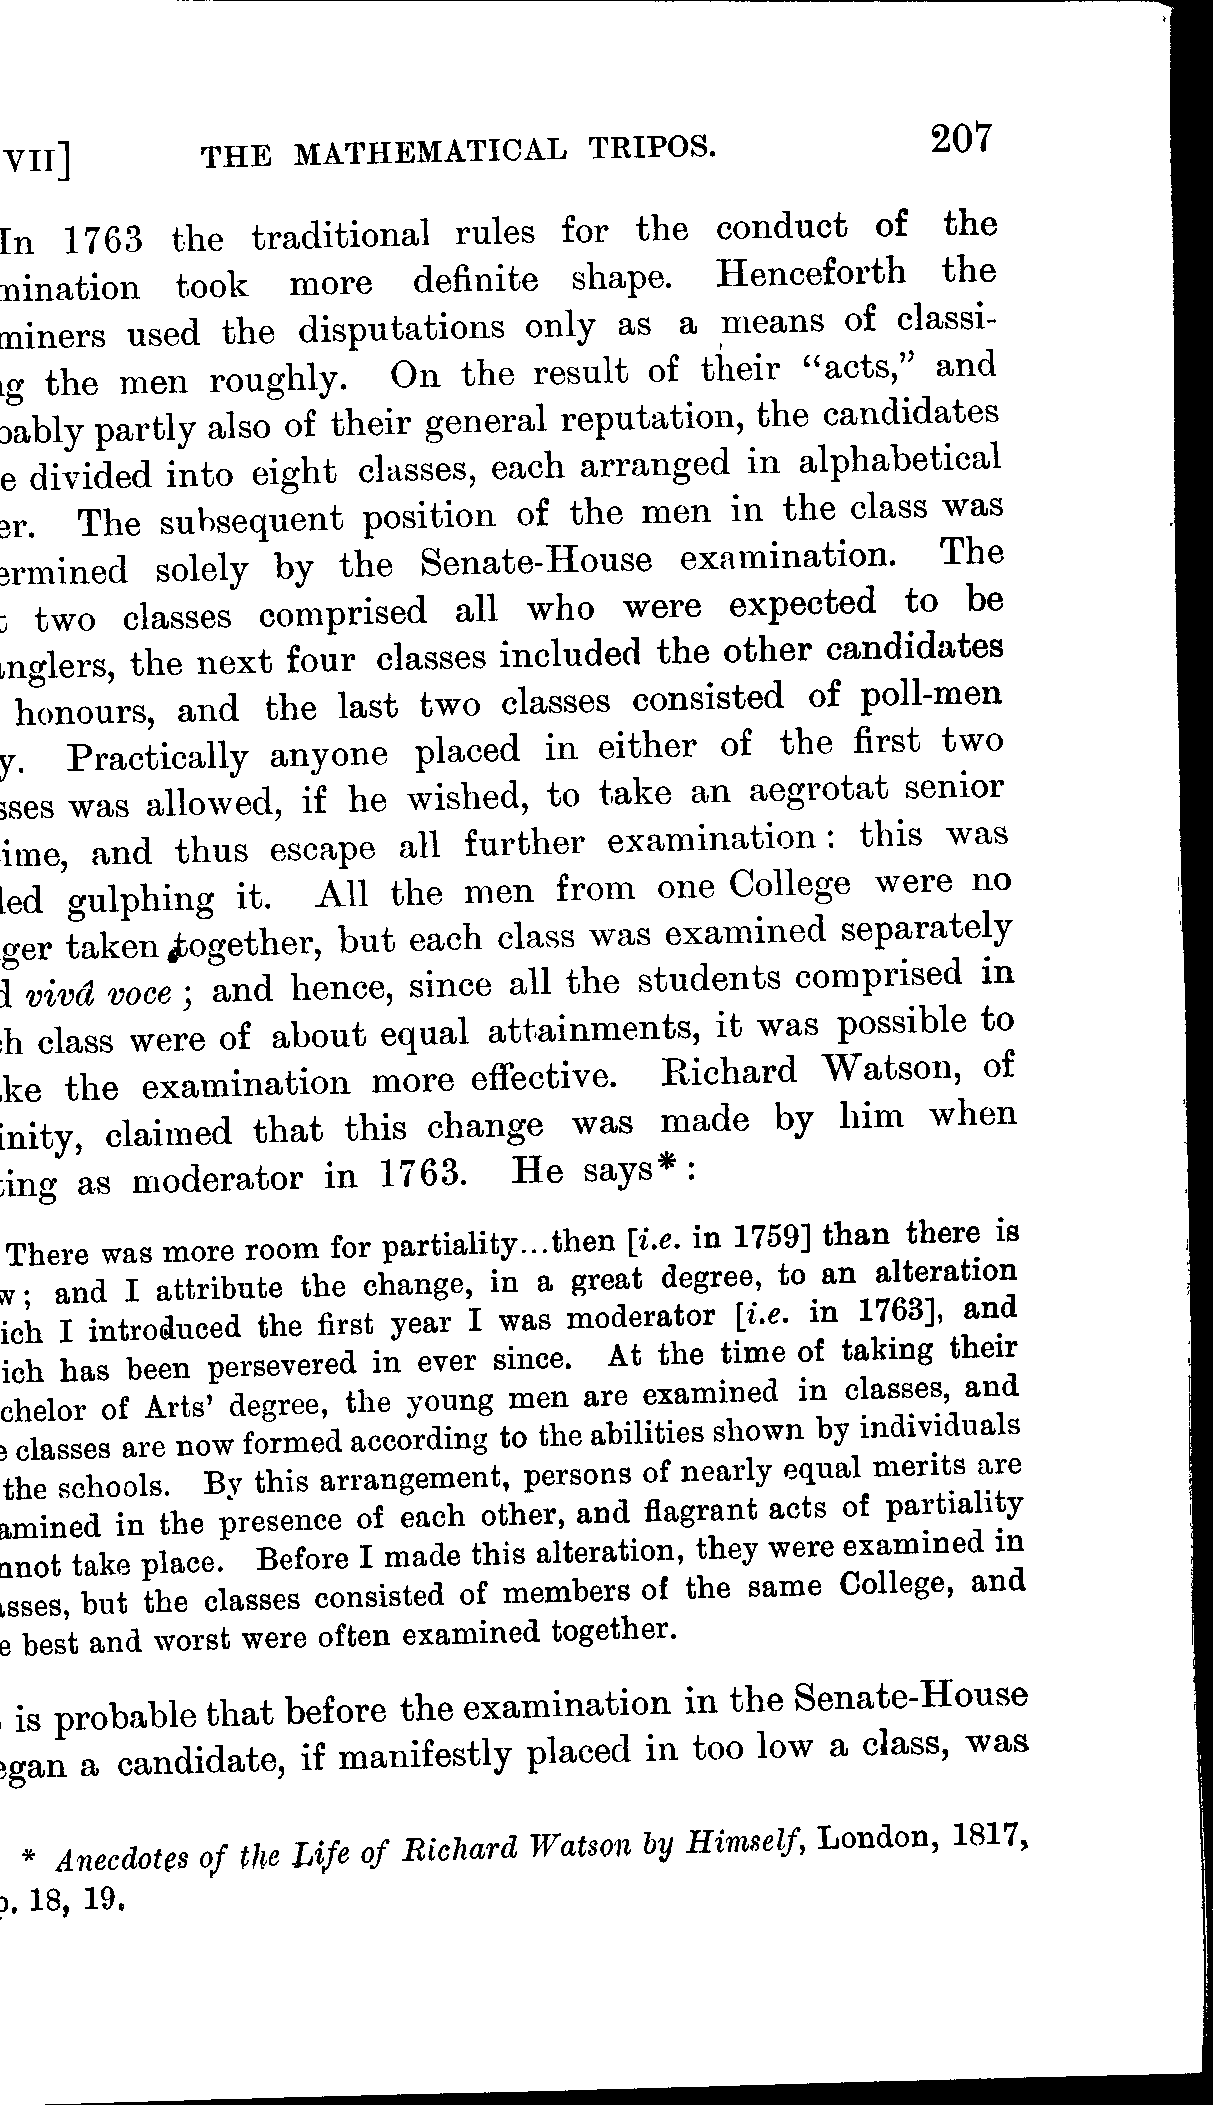 VII] THE MATHEMATICAL TRIPOS. 207
In 1763 the traditional rules for the conduct of the
mination took more definite shape. Henceforth the
miners used the disputations only as a means of classi-
ng the men roughly. On the result of their “acts,” and
bably partly also of their general reputation, the candidates
e divided into eight classes, each arranged in alphabetical
er. The subsequent position of the men in the class was
ermined solely by the Senate-House examination. The
two classes comprised all who were expected to be
anglers, the next four classes included the other candidates
honours, and the last two classes consisted of poll-men
y. Practically anyone placed in either of the first two
sses was allowed, if he wished, to take an aegrotat senior
ime, and thus escape all further examination: this was
led gulphing it. All the men from one College were no
ger taken together, but each class was examined separately
d vivâ voce; and hence, since all the students comprised in
ch class were of about equal attainments, it was possible to
ke the examination more effective. Richard Watson, of
inity, claimed that this change was made by him when
ting as moderator in 1763. He says*:
There was more room for partiality...then [i.e. in 1759] than there is
w; and I attribute the change, in a great degree, to an alteration
ich I introduced the first year I was moderator [i.e. in 1763], and
ich has been persevered in ever since. At the time of taking their
chelor of Arts’ degree, the young men are examined in classes, and
e classes are now formed according to the abilities shown by individuals
the schools. By this arrangement, persons of nearly equal merits are
amined in the presence of each other, and flagrant acts of partiality
nnot take place. Before I made this alteration, they were examined in
asses, but the classes consisted of members of the same College, and
e best and worst were often examined together.
is probable that before the examination in the Senate-House
egan a candidate, if manifestly placed in too low a class, was
* Anecdotes of the Life of Richard Watson by Himself, London, 1817,
p. 18, 19.